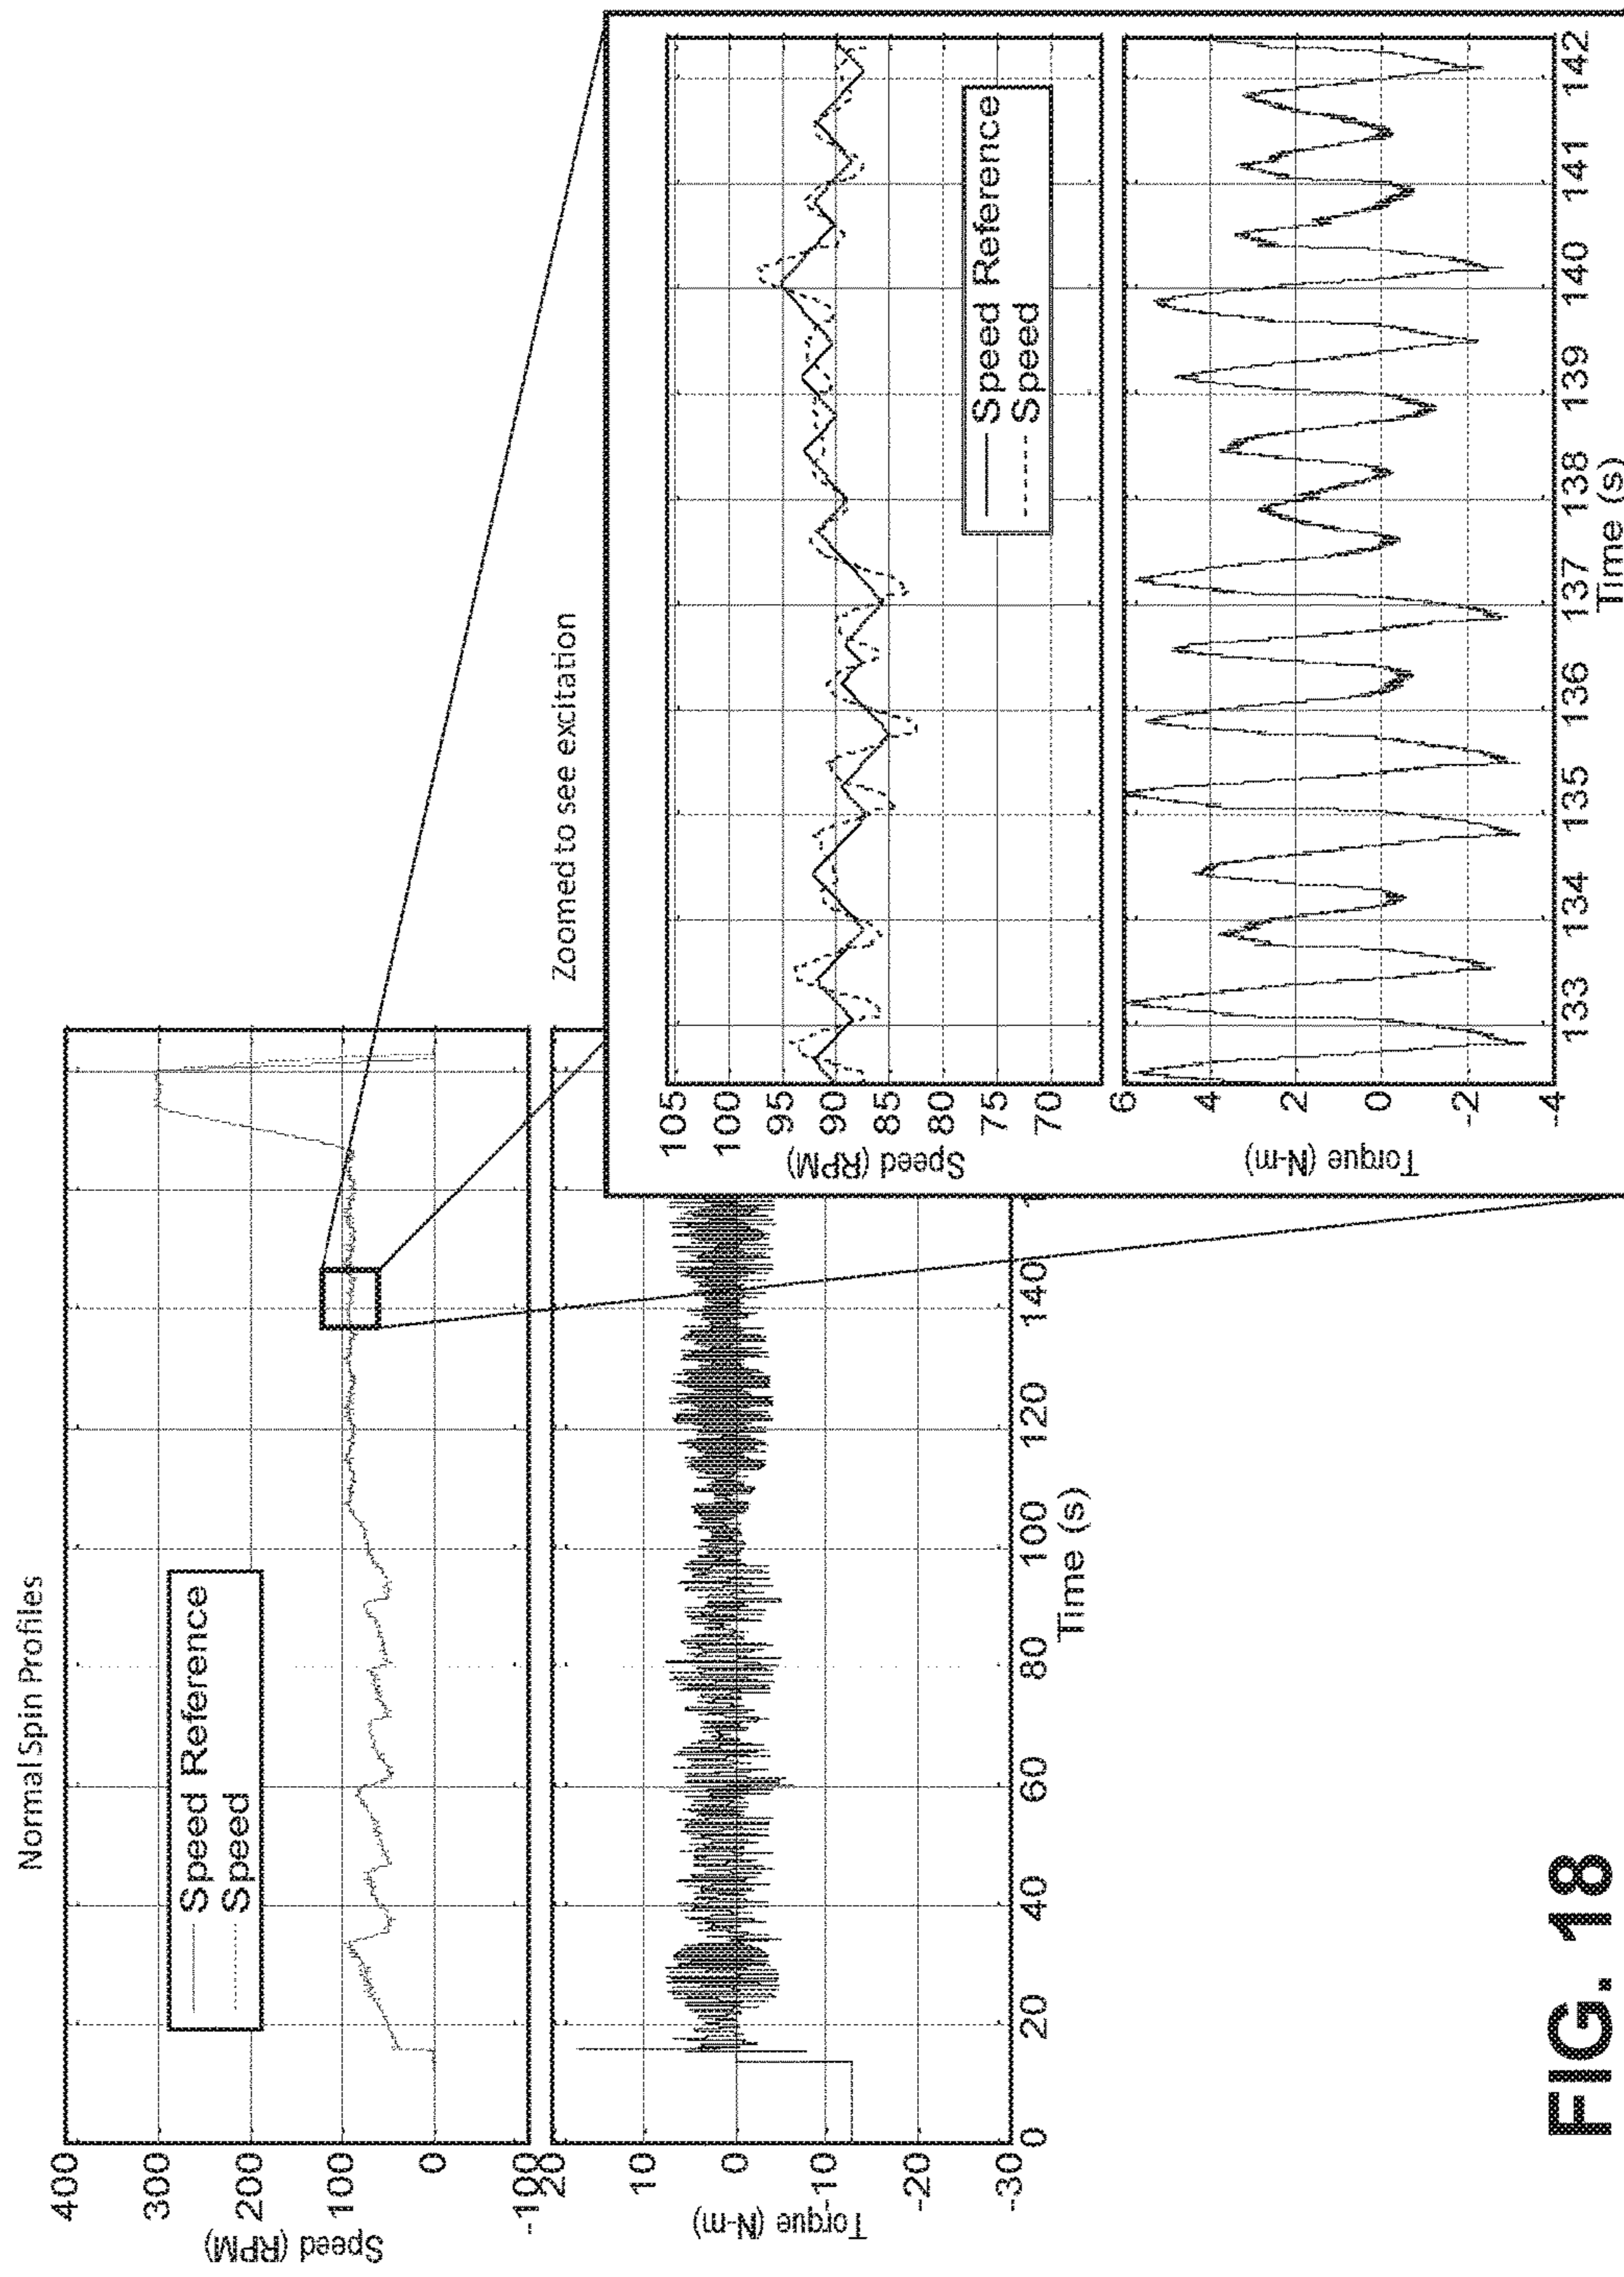 Normal Spin Profiles
400
300
200
100
0
-100
Speed (RPM)
Speed Reference
Speed
20
10
0
-10
-20
-30
Torque (N-m)
0 20 40 60 80 100 120 140
Time (s)
Zoomed to see excitation
105
100
95
90
85
80
75
70
Speed (RPM)
Speed Reference
Speed
6
4
2
0
-2
-4
Torque (N-m)
133 134 135 136 137 138 139 140 141 142
Time (s)
FIG. 18